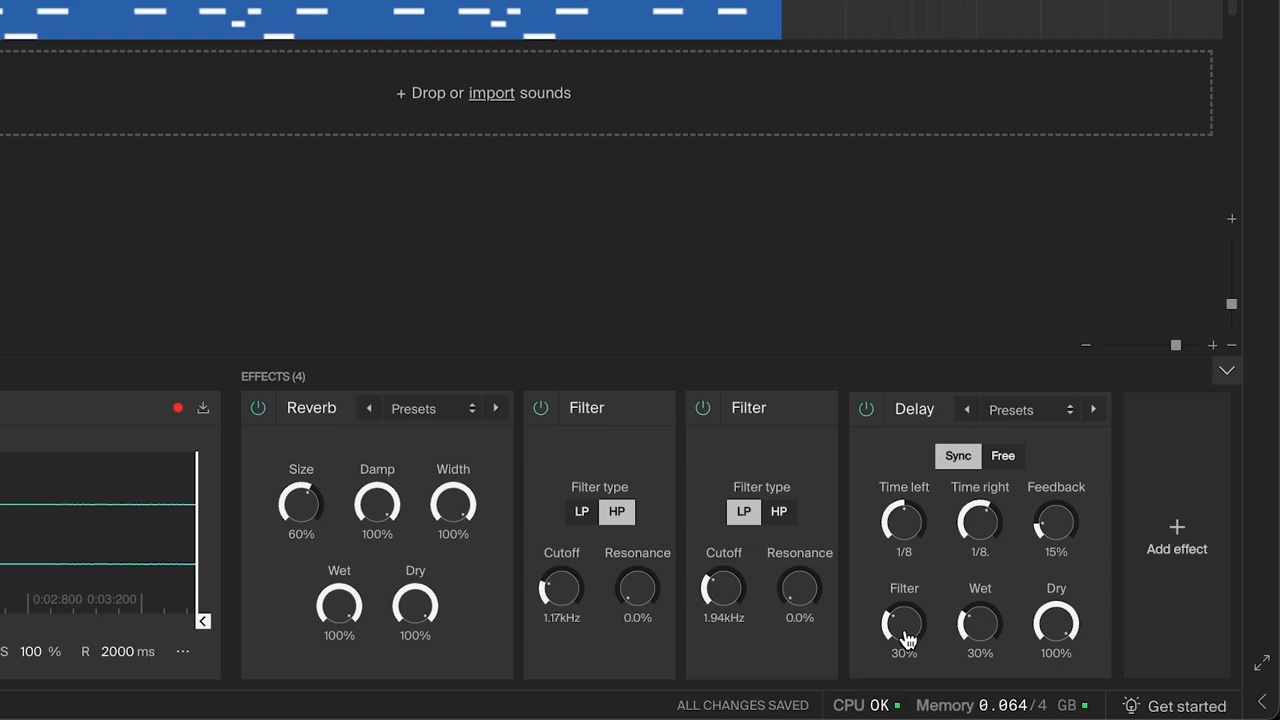 + Drop or import sounds
EFFECTS (4)
Reverb
Presets
Filter
Filter
Delay
Presets
Sync
Free
Size
Damp
Width
60%
100%
100%
Wet
Dry
100%
100%
Filter type
LP
HP
Cutoff
Resonance
1.17kHz
0.0%
Filter type
LP
HP
Cutoff
Resonance
1.94kHz
0.0%
Time left
Time right
Feedback
1/8
1/8.
15%
Filter
Wet
Dry
30%
30%
100%
+
Add effect
0:02:800 0:03:200
S 100 % R 2000 ms ...
ALL CHANGES SAVED
CPU OK
Memory 0.064/4 GB
Get started